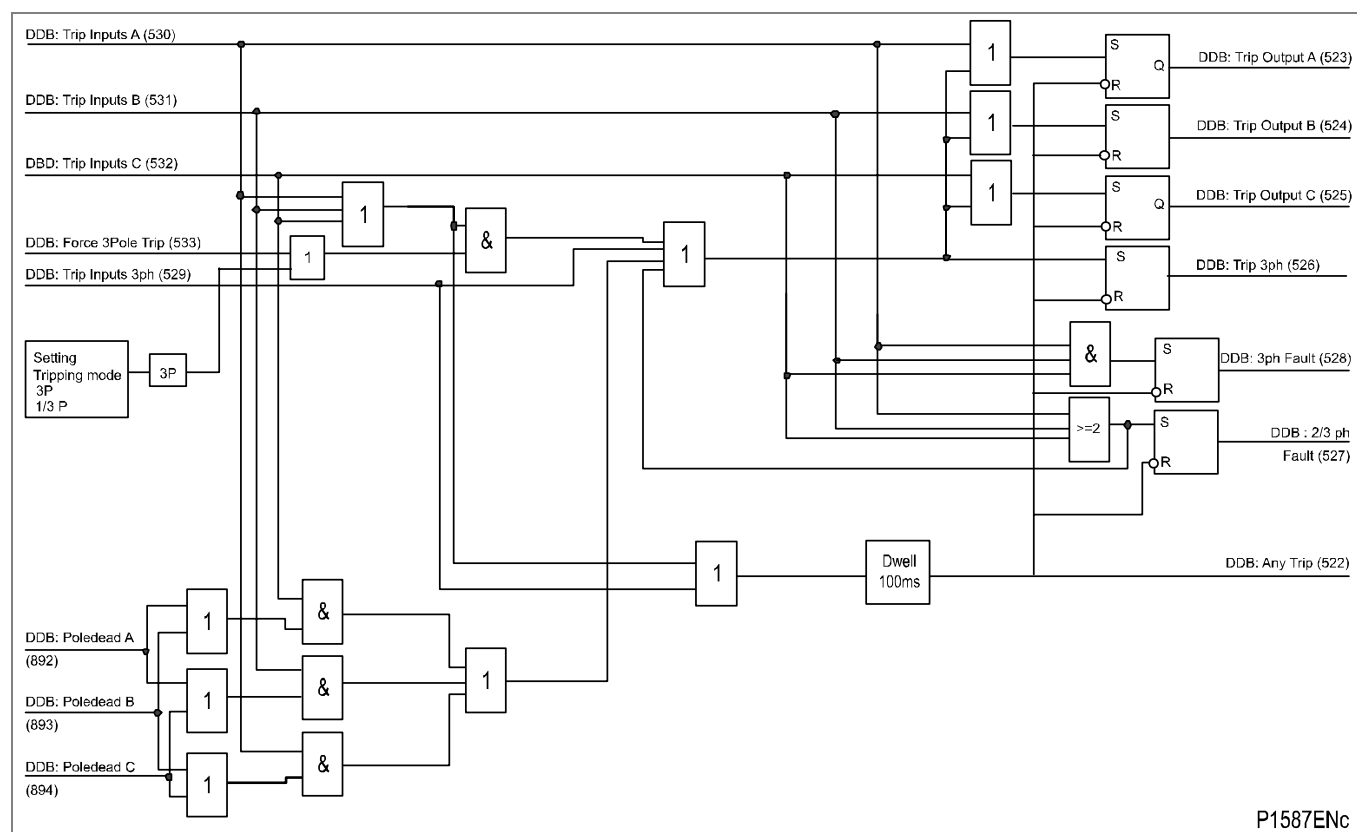 DDB: Trip Inputs A (530)
1
S
Q
R
DDB: Trip Output A (523)
DDB: Trip Inputs B (531)
1
S
R
DDB: Trip Output B (524)
DBD: Trip Inputs C (532)
1
S
Q
R
DDB: Trip Output C (525)
1
&
DDB: Force 3Pole Trip (533)
1
1
DDB: Trip Inputs 3ph (529)
S
R
DDB: Trip 3ph (526)
Setting
Tripping mode
3P
1/3 P
3P
&
S
R
DDB: 3ph Fault (528)
>=2
S
R
DDB : 2/3 ph
Fault (527)
1
Dwell
100ms
DDB: Any Trip (522)
1
&
DDB: Poledead A
(892)
1
&
1
DDB: Poledead B
(893)
1
&
DDB: Poledead C
(894)
P1587ENc